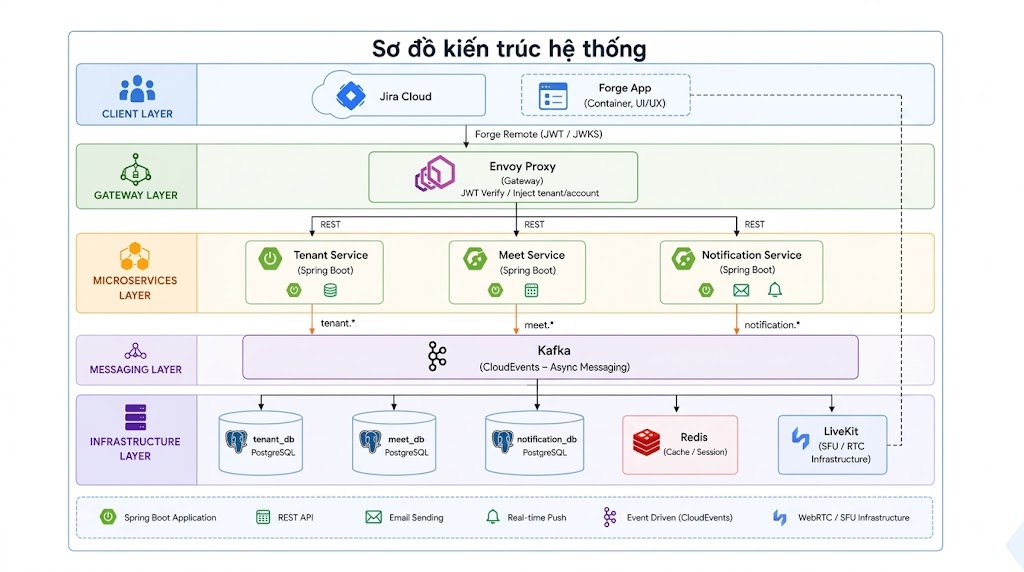 Sơ đồ kiến trúc hệ thống
CLIENT LAYER
Jira Cloud
Forge App
(Container, UI/UX)
Forge Remote (JWT / JWKS)
GATEWAY LAYER
Envoy Proxy
(Gateway)
JWT Verify / Inject tenant/account
REST
REST
REST
MICROSERVICES
LAYER
Tenant Service
(Spring Boot)
Meet Service
(Spring Boot)
Notification Service
(Spring Boot)
tenant.*
meet.*
notification.*
MESSAGING LAYER
Kafka
(CloudEvents – Async Messaging)
INFRASTRUCTURE
LAYER
tenant_db
PostgreSQL
meet_db
PostgreSQL
notification_db
PostgreSQL
Redis
(Cache / Session)
LiveKit
(SFU / RTC
Infrastructure)
Spring Boot Application
REST API
Email Sending
Real-time Push
Event Driven (CloudEvents)
WebRTC / SFU Infrastructure